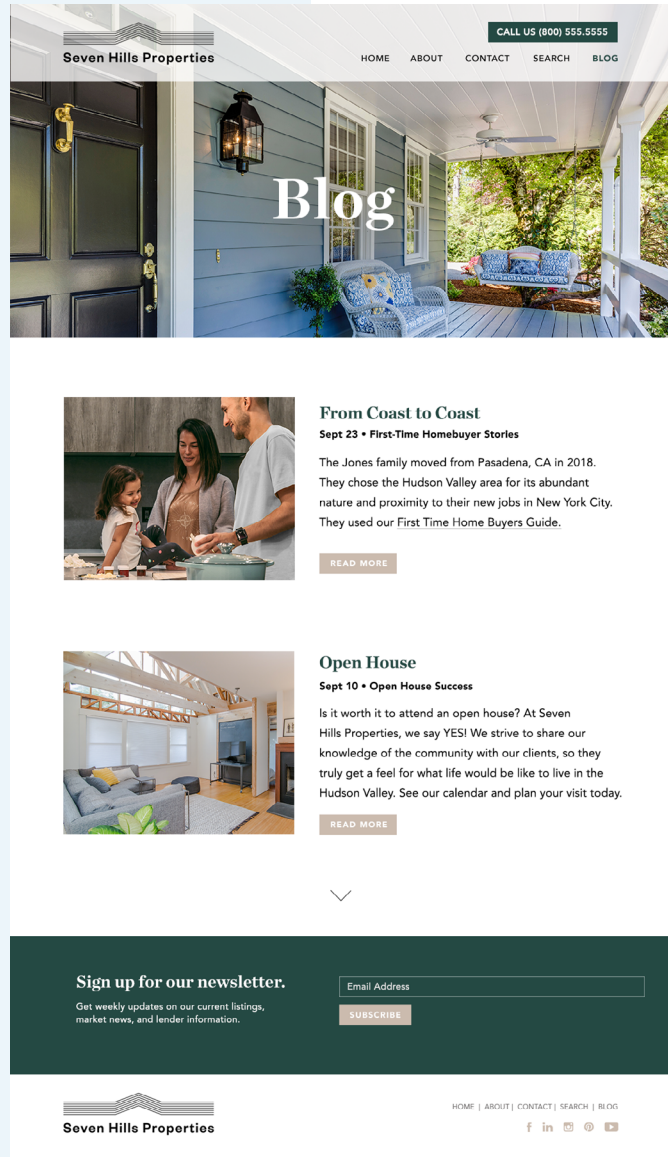 CALL US (800) 555.5555
Seven Hills Properties
HOME ABOUT CONTACT SEARCH BLOG
Blog
From Coast to Coast
Sept 23 • First-Time Homebuyer Stories
The Jones family moved from Pasadena, CA in 2018.
They chose the Hudson Valley area for its abundant
nature and proximity to their new jobs in New York City.
They used our First Time Home Buyers Guide.
READ MORE
Open House
Sept 10 • Open House Success
Is it worth it to attend an open house? At Seven
Hills Properties, we say YES! We strive to share our
knowledge of the community with our clients, so they
truly get a feel for what life would be like to live in the
Hudson Valley. See our calendar and plan your visit today.
READ MORE
Sign up for our newsletter.
Get weekly updates on our current listings,
market news, and lender information.
Email Address
SUBSCRIBE
Seven Hills Properties
HOME | ABOUT | CONTACT | SEARCH | BLOG